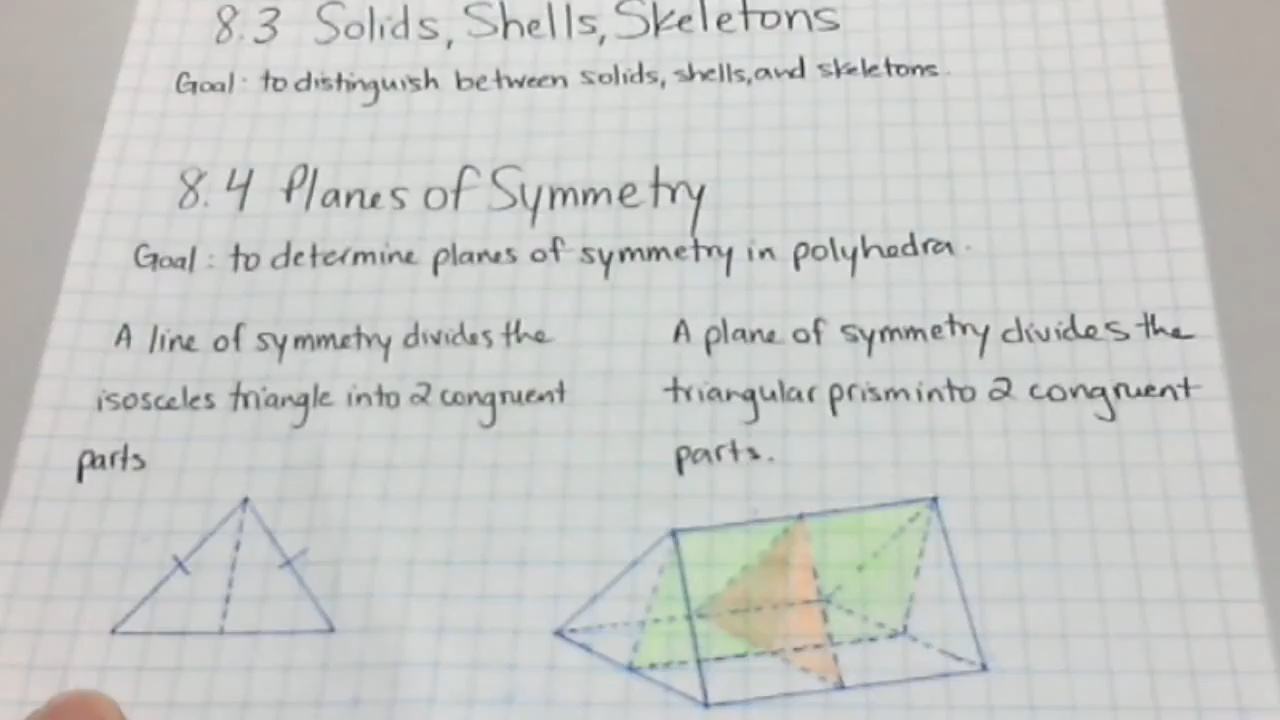 8.3 Solids, Shells, Skeletons
Goal: to distinguish between solids, shells, and skeletons.
8.4 Planes of Symmetry
Goal: to determine planes of symmetry in polyhedra.
A line of symmetry divides the
isosceles triangle into 2 congruent
parts
A plane of symmetry divides the
triangular prism into 2 congruent
parts.